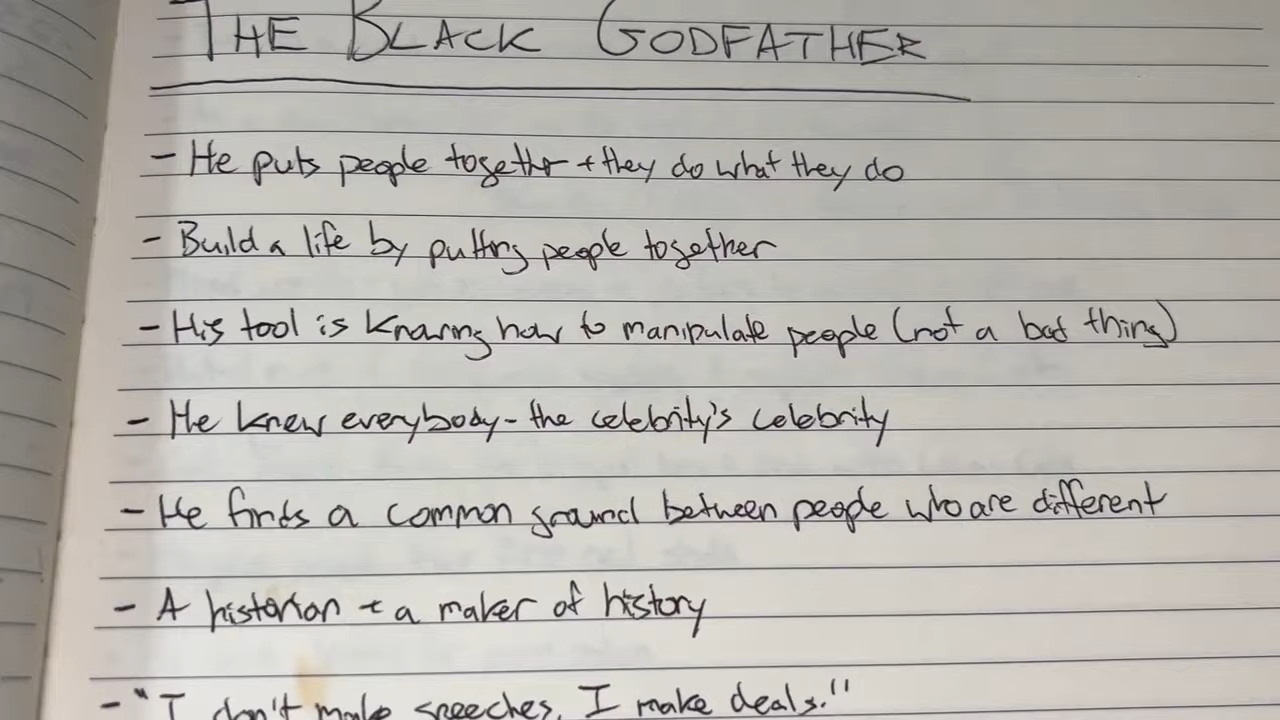 THE BLACK GODFATHER
- He puts people together + they do what they do
- Build a life by putting people together
- His tool is knowing how to manipulate people (not a bad thing)
- He knew everybody - the celebrity's celebrity
- He finds a common ground between people who are different
- A historian + a maker of history
- "I don't make speeches, I make deals."